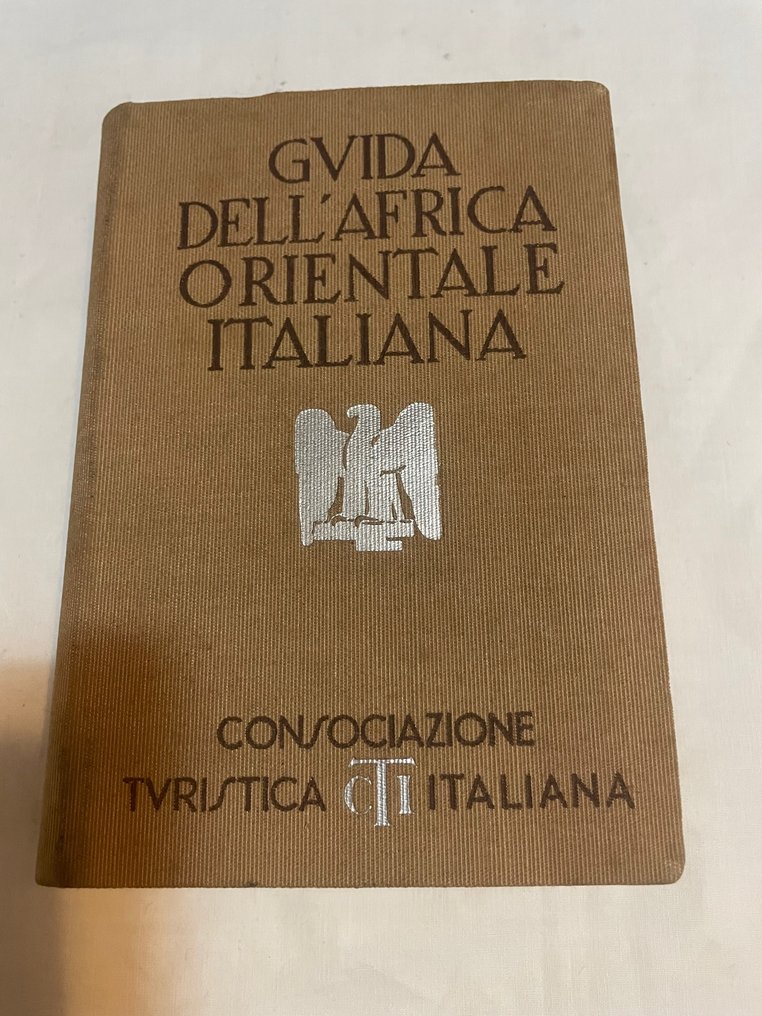 GVIDA
DELL'AFRICA
ORIENTALE
ITALIANA
CONSOCIAZIONE
TVRISTICA CTI ITALIANA